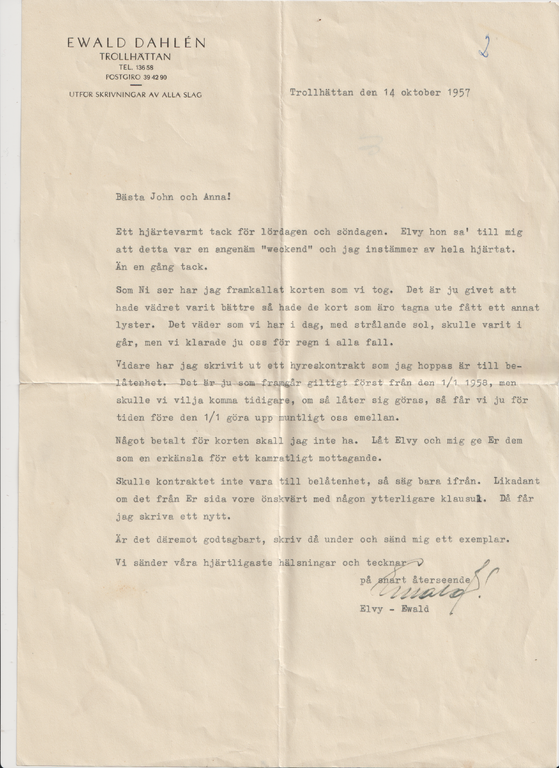 EWALD DAHLÉN
TROLLHÄTTAN
TEL. 136 88
POSTGIRO 39 42 90
UTFÖR SKRIVNINGAR AV ALLA SLAG
2
Trollhättan den 14 oktober 1957
Bästa John och Anna!
Ett hjärtevarmt tack för lördagen och söndagen. Elvy hon sa' till mig
att detta var en angenäm "weekend" och jag instämmer av hela hjärtat.
Än en gång tack.
Som Ni ser har jag framkallat korten som vi tog. Det är ju givet att
hade vädret varit bättre så hade de kort som äro tagna ute fått ett annat
lyster. Det väder som vi har i dag, med strålande sol, skulle varit i
går, men vi klarade ju oss för regn i alla fall.
Vidare har jag skrivit ut ett hyreskontrakt som jag hoppas är till be-
låtenhet. Det är ju som framgår giltigt först från den 1/1 1958, men
skulle vi vilja komma tidigare, om så låter sig göras, så får vi ju för
tiden före den 1/1 göra upp muntligt oss emellan.
Något betalt för korten skall jag inte ha. Låt Elvy och mig ge Er dem
som en erkänsla för ett kamratligt mottagande.
Skulle kontraktet inte vara till belåtenhet, så säg bara ifrån. Likadant
om det från Er sida vore önskvärt med någon ytterligare klausul. Då får
jag skriva ett nytt.
Är det däremot godtagbart, skriv då under och sänd mig ett exemplar.
Vi sänder våra hjärtligaste hälsningar och tecknar
på snart återseende!
Ewald
Elvy - Ewald